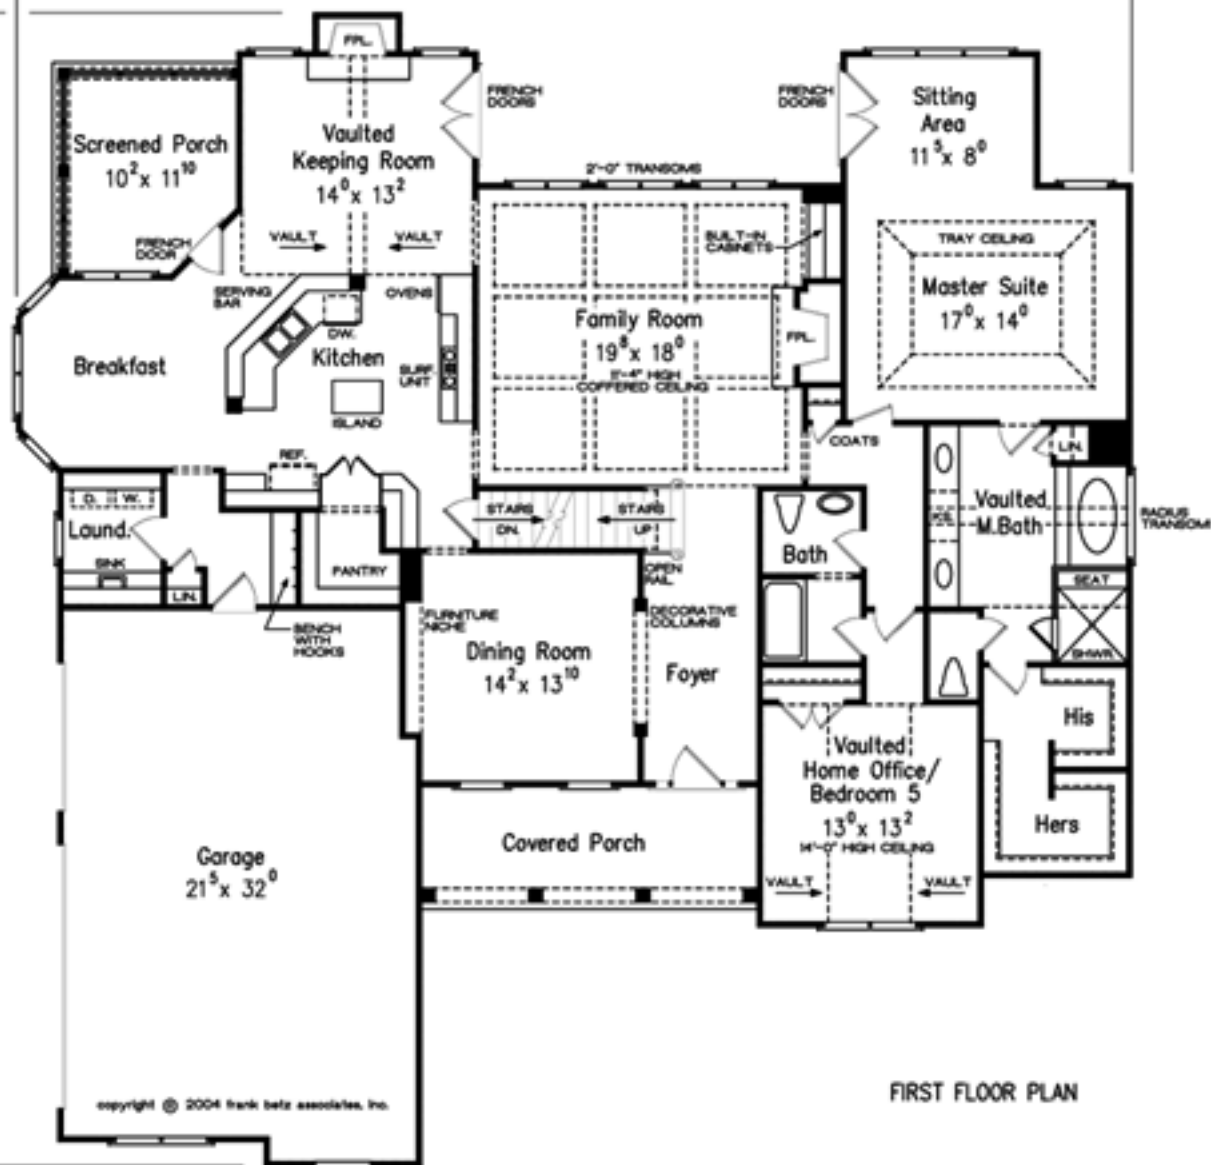 FPL.
FRENCH
DOORS
FRENCH
DOORS
Sitting
Area
11⁵ x 8⁰
Screened Porch
10² x 11¹⁰
Vaulted
Keeping Room
14⁰ x 13²
2'-0" TRANSOMS
VAULT
VAULT
FRENCH
DOOR
BUILT-IN
CABINETS
TRAY CEILING
Master Suite
17⁰ x 14⁰
SERVING
BAR
OVENS
DW.
Kitchen
SURF.
UNIT
ISLAND
Breakfast
Family Room
19⁸ x 18⁰
11'-4" HIGH
COFFERED CEILING
FPL.
COATS
LIN.
REF.
D.
W.
Laund.
SINK
LIN.
PANTRY
BENCH
WITH
HOOKS
STAIRS
DN.
STAIRS
UP
OPEN
RAIL
Bath
K.S.
Vaulted
M.Bath
RADIUS
TRANSOM
SEAT
SHWR.
FURNITURE
NICHE
DECORATIVE
COLUMNS
Dining Room
14² x 13¹⁰
Foyer
His
Hers
Vaulted
Home Office/
Bedroom 5
13⁰ x 13²
14'-0" HIGH CEILING
VAULT
VAULT
Covered Porch
Garage
21⁵ x 32⁰
copyright © 2004 frank betz associates, inc.
FIRST FLOOR PLAN